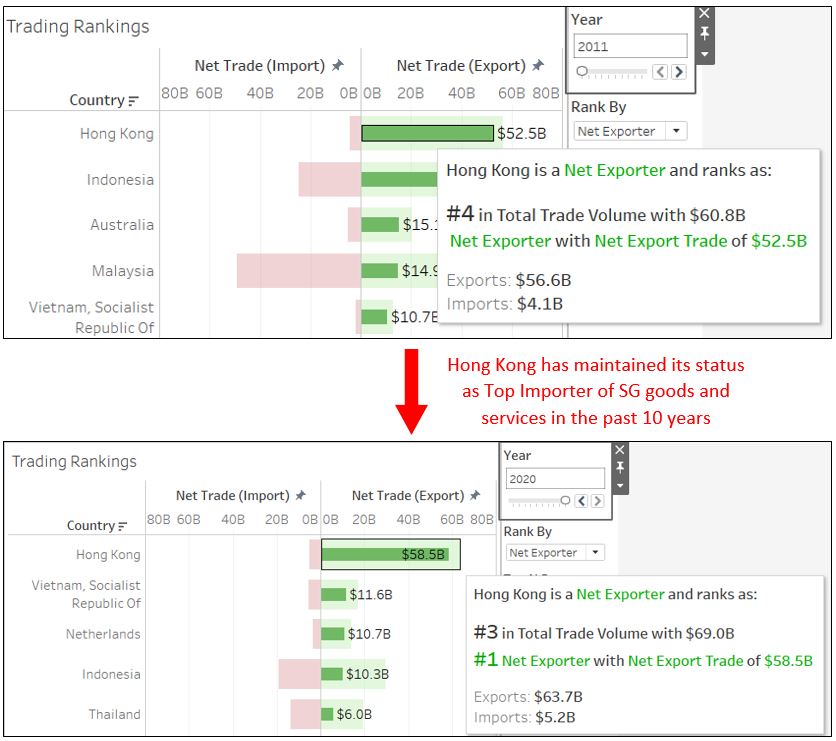 Trading Rankings
Year
2011
Net Trade (Import) Net Trade (Export)
Country 80B 60B 40B 20B 0B 0B 20B 40B 60B 80B
Rank By
Net Exporter
Hong Kong $52.5B
Indonesia
Australia $15.1
Malaysia $14.9
Vietnam, Socialist
Republic Of $10.7B
Hong Kong is a Net Exporter and ranks as:
#4 in Total Trade Volume with $60.8B
Net Exporter with Net Export Trade of $52.5B
Exports: $56.6B
Imports: $4.1B
Hong Kong has maintained its status
as Top Importer of SG goods and
services in the past 10 years
Trading Rankings
Year
2020
Net Trade (Import) Net Trade (Export)
Country 80B 60B 40B 20B 0B 0B 20B 40B 60B 80B
Rank By
Net Exporter
Hong Kong $58.5B
Vietnam, Socialist
Republic Of $11.6B
Netherlands $10.7B
Indonesia $10.3B
Thailand $6.0B
Hong Kong is a Net Exporter and ranks as:
#3 in Total Trade Volume with $69.0B
#1 Net Exporter with Net Export Trade of $58.5B
Exports: $63.7B
Imports: $5.2B